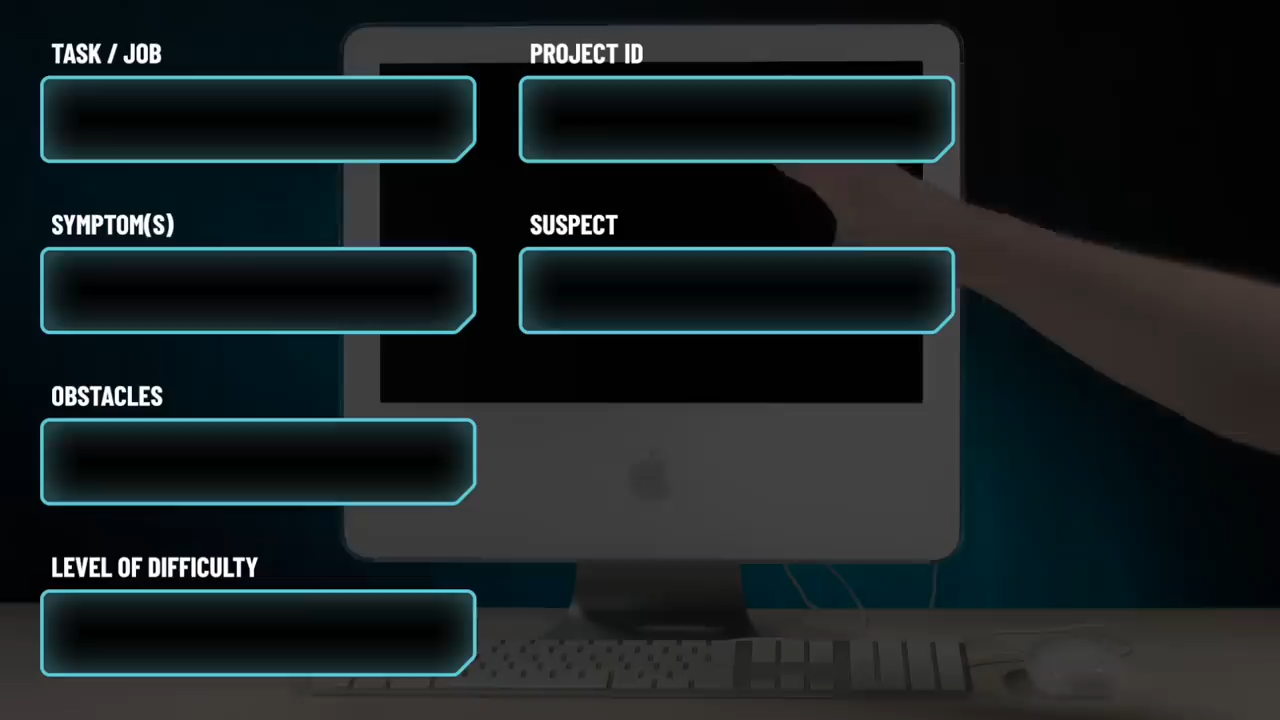 TASK / JOB
PROJECT ID
SYMPTOM(S)
SUSPECT
OBSTACLES
LEVEL OF DIFFICULTY